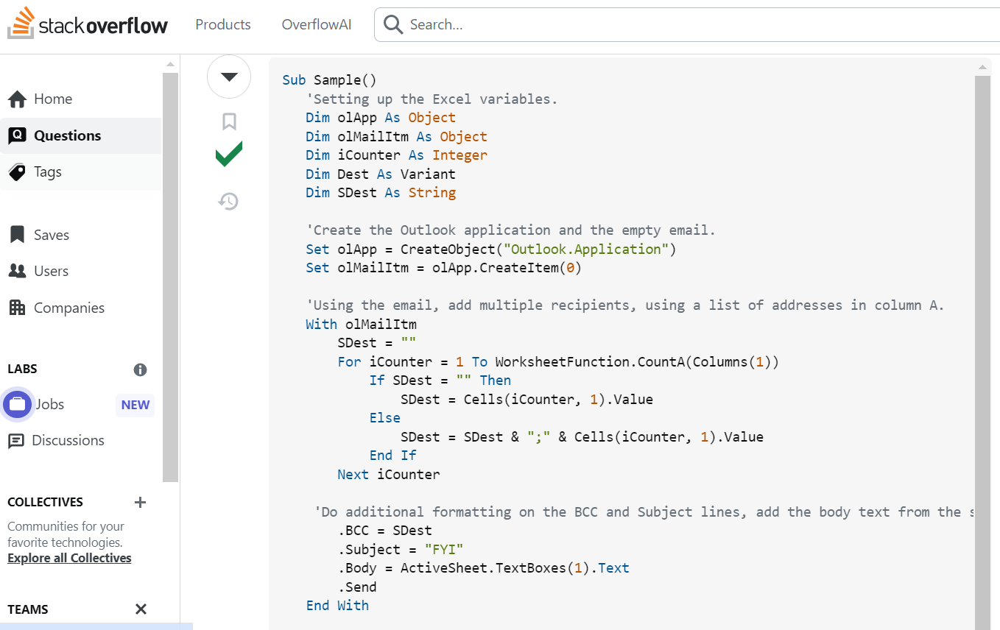 stack overflow
Products
OverflowAI
Search...
Home
Questions
Tags
Saves
Users
Companies
LABS
Jobs
NEW
Discussions
COLLECTIVES
Communities for your
favorite technologies.
Explore all Collectives
TEAMS
Sub Sample()
'Setting up the Excel variables.
Dim olApp As Object
Dim olMailItm As Object
Dim iCounter As Integer
Dim Dest As Variant
Dim SDest As String
'Create the Outlook application and the empty email.
Set olApp = CreateObject("Outlook.Application")
Set olMailItm = olApp.CreateItem(0)
'Using the email, add multiple recipients, using a list of addresses in column A.
With olMailItm
SDest = ""
For iCounter = 1 To WorksheetFunction.CountA(Columns(1))
If SDest = "" Then
SDest = Cells(iCounter, 1).Value
Else
SDest = SDest & ";" & Cells(iCounter, 1).Value
End If
Next iCounter
'Do additional formatting on the BCC and Subject lines, add the body text from the
.BCC = SDest
.Subject = "FYI"
.Body = ActiveSheet.TextBoxes(1).Text
.Send
End With